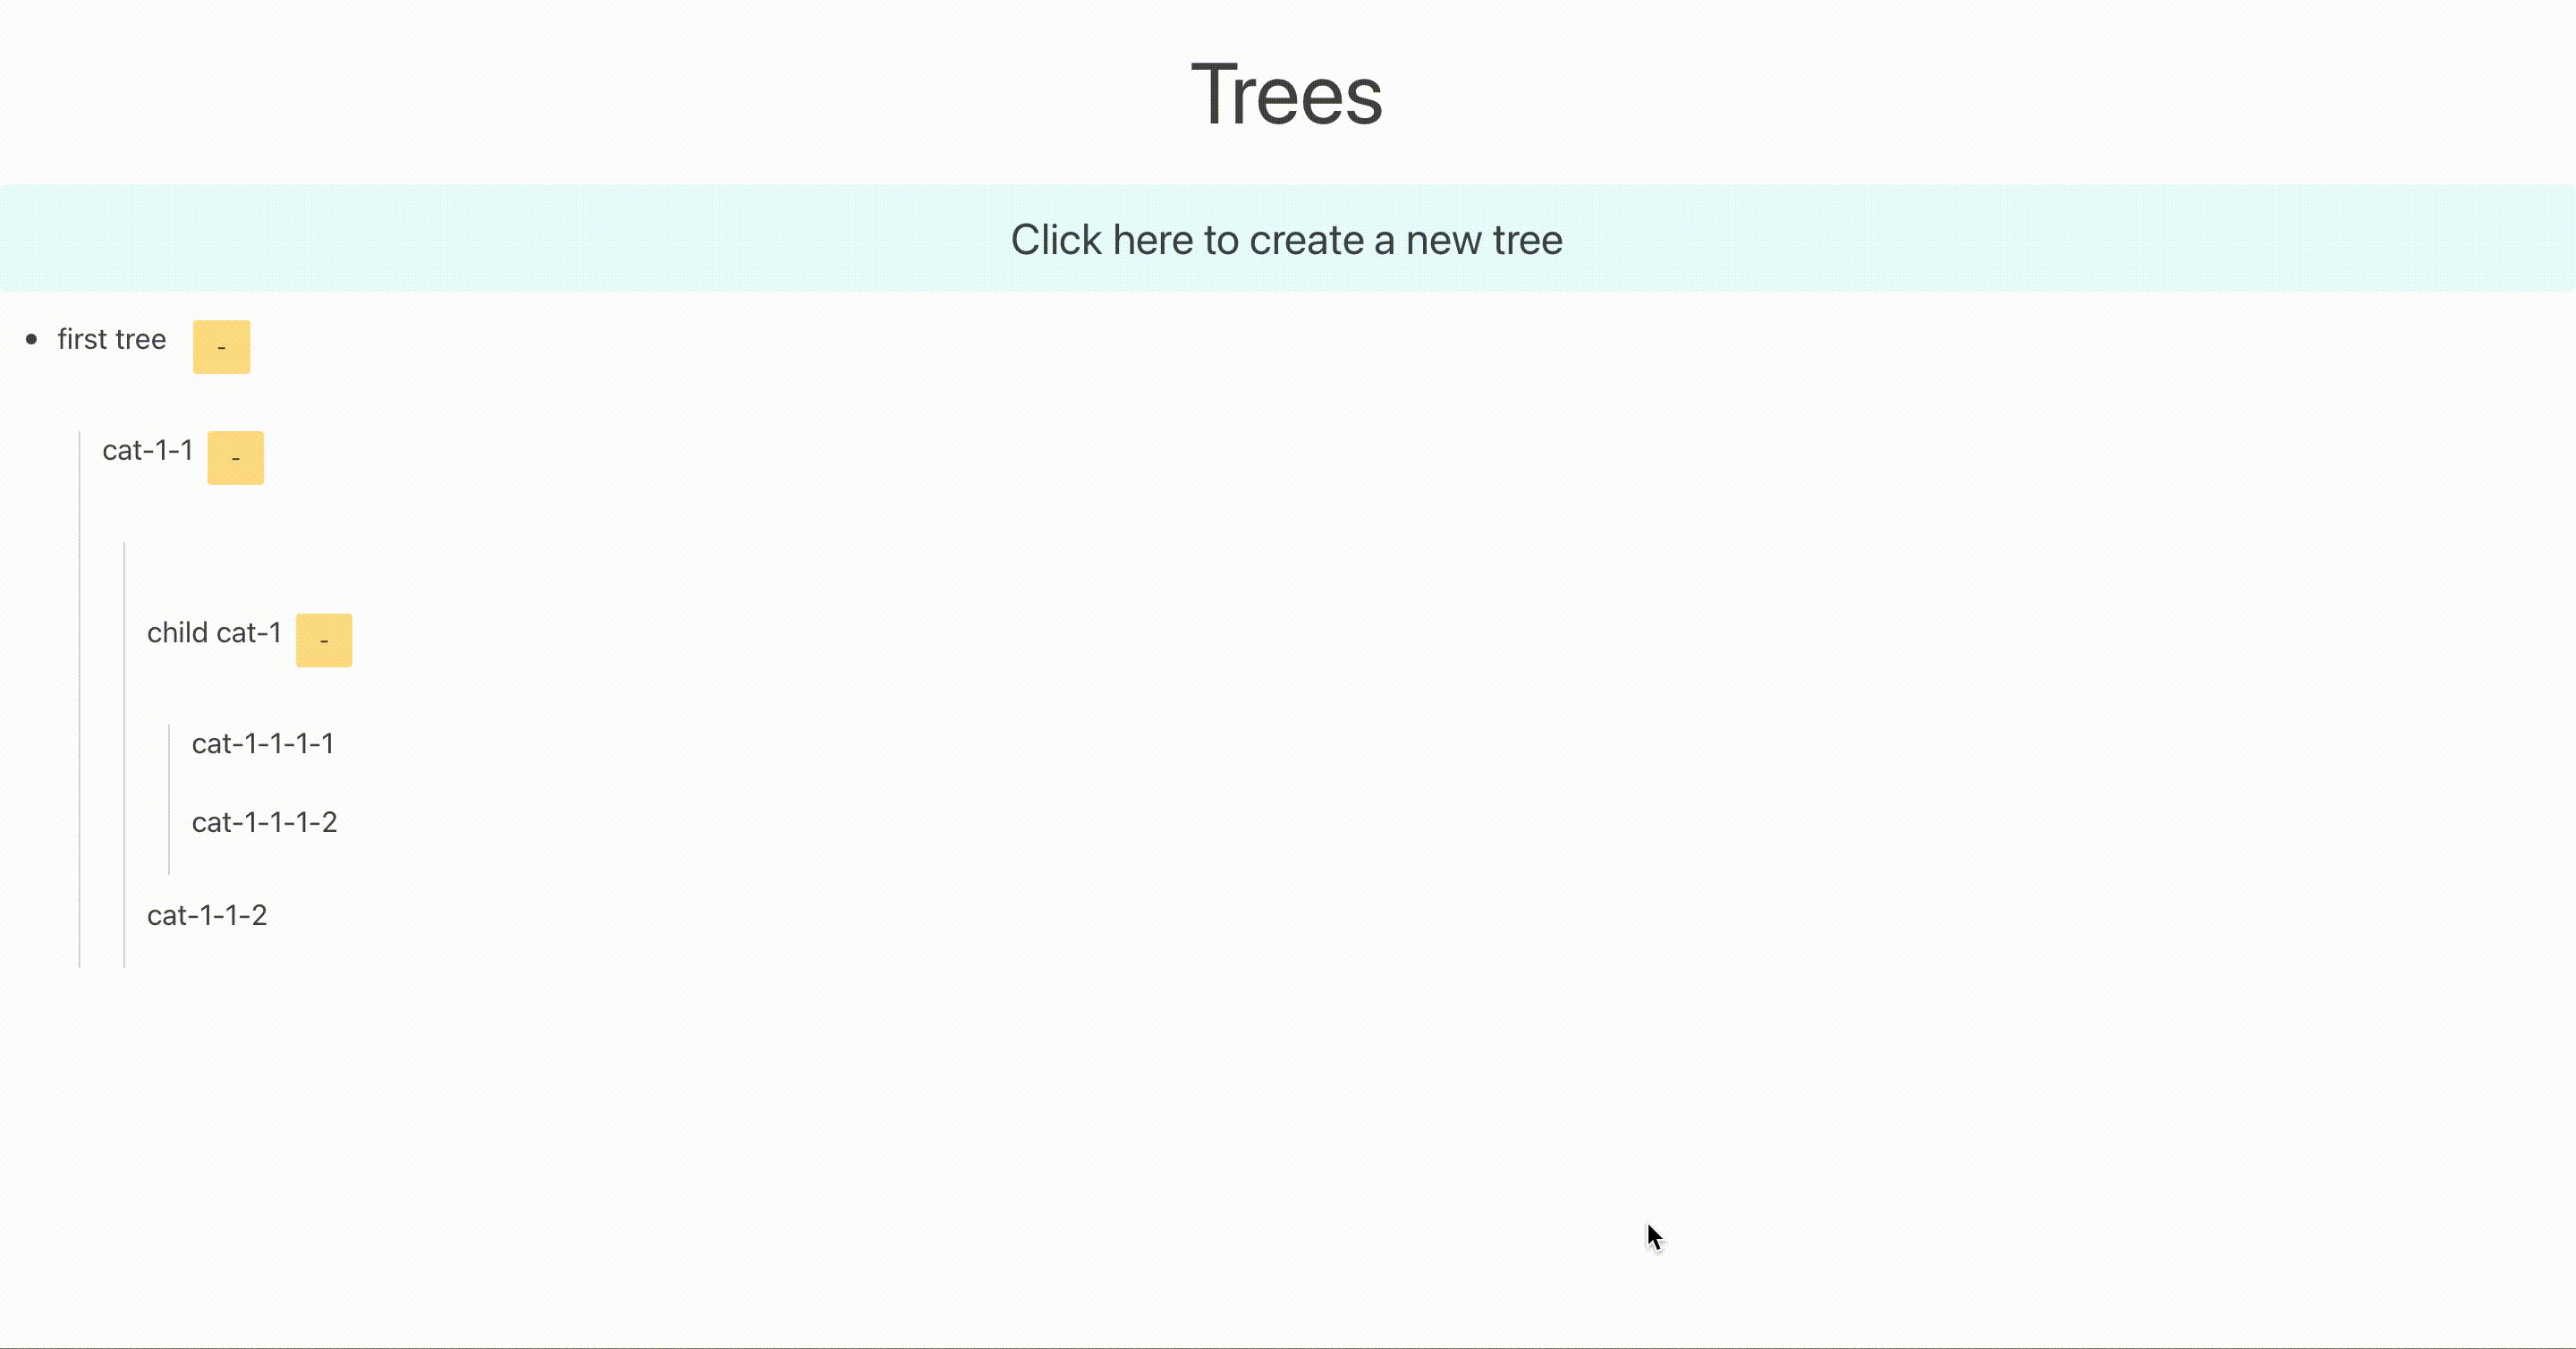 Trees
Click here to create a new tree
first tree -
cat-1-1 -
child cat-1 -
cat-1-1-1-1
cat-1-1-1-2
cat-1-1-2